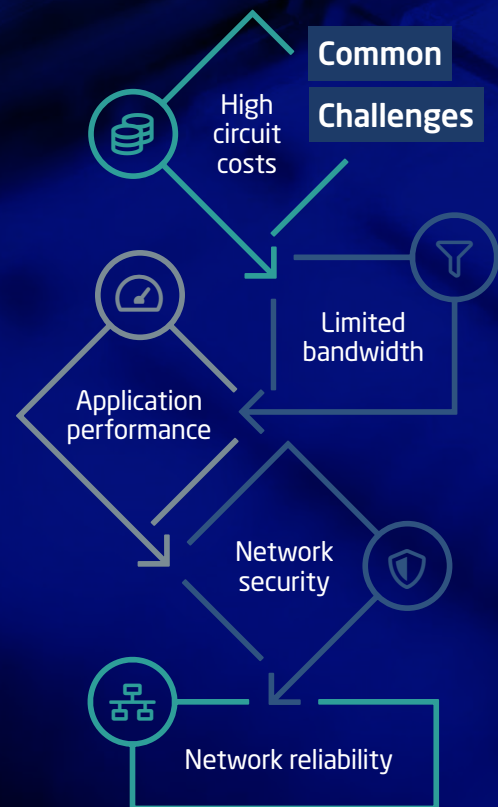 Common
Challenges
High
circuit
costs
Limited
bandwidth
Application
performance
Network
security
Network reliability